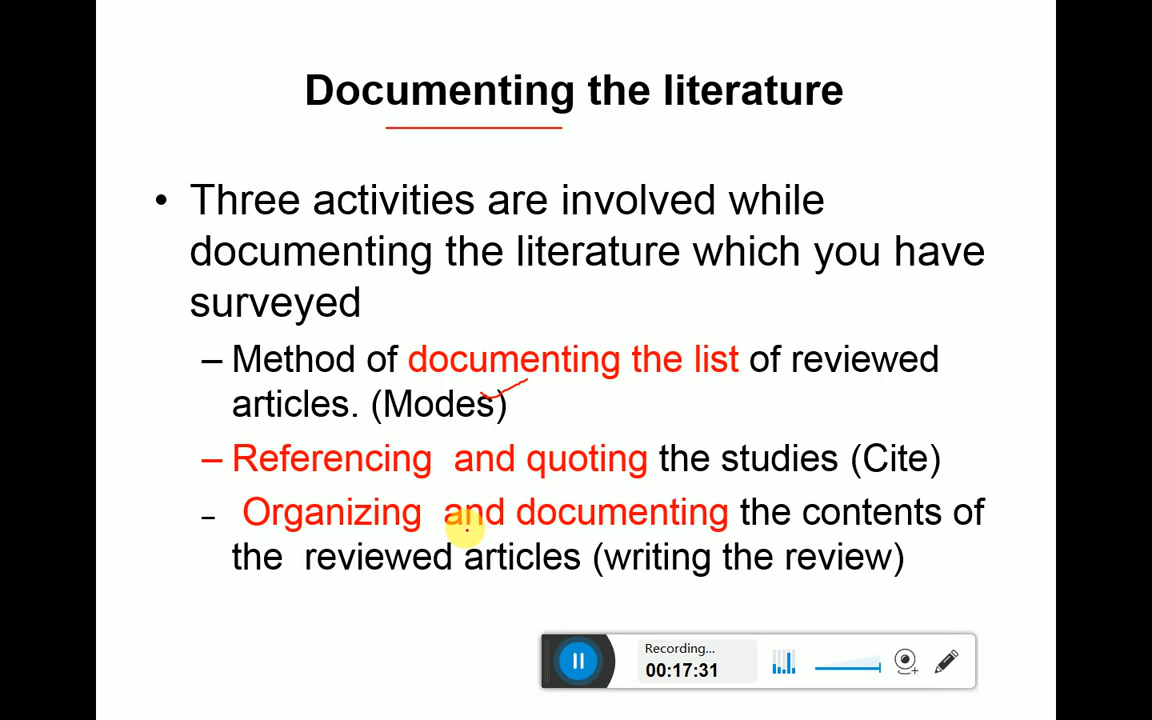 Documenting the literature
• Three activities are involved while
documenting the literature which you have
surveyed
– Method of documenting the list of reviewed
articles. (Modes)
– Referencing and quoting the studies (Cite)
– Organizing and documenting the contents of
the reviewed articles (writing the review)
Recording...
00:17:31